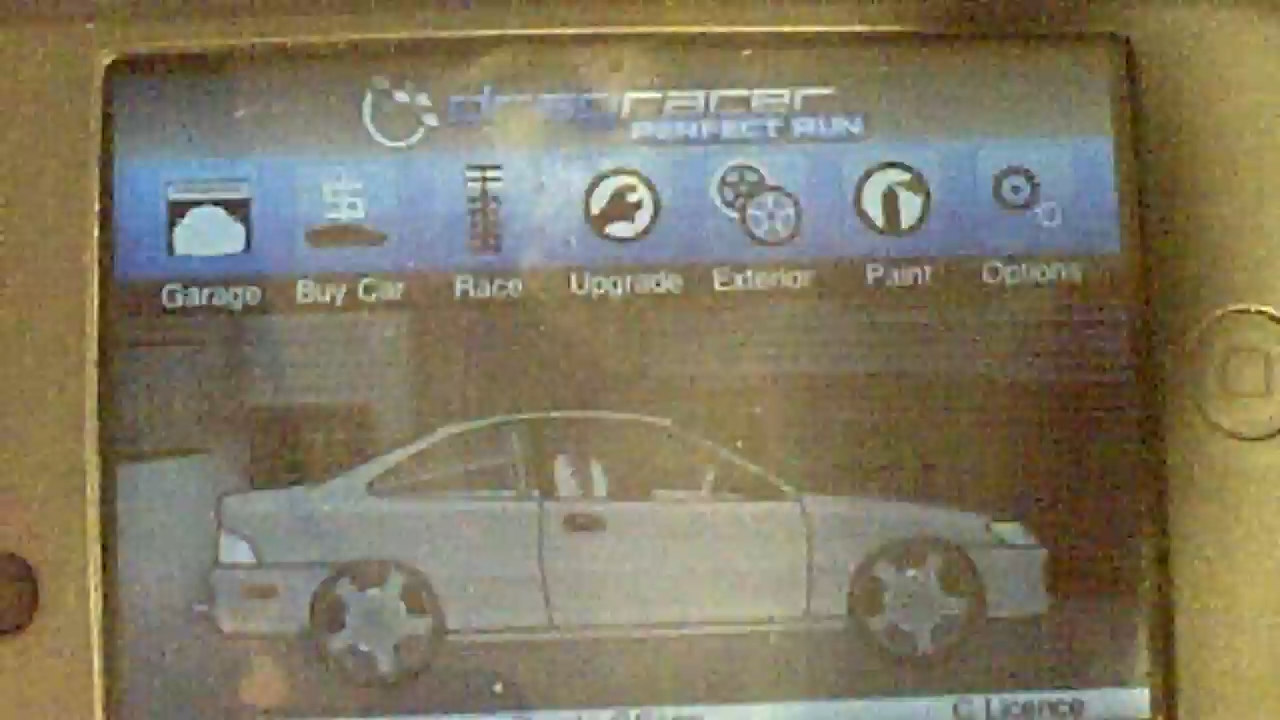 dragracer
PERFECT RUN
Garage Buy Car Race Upgrade Exterior Paint Options
C Licence